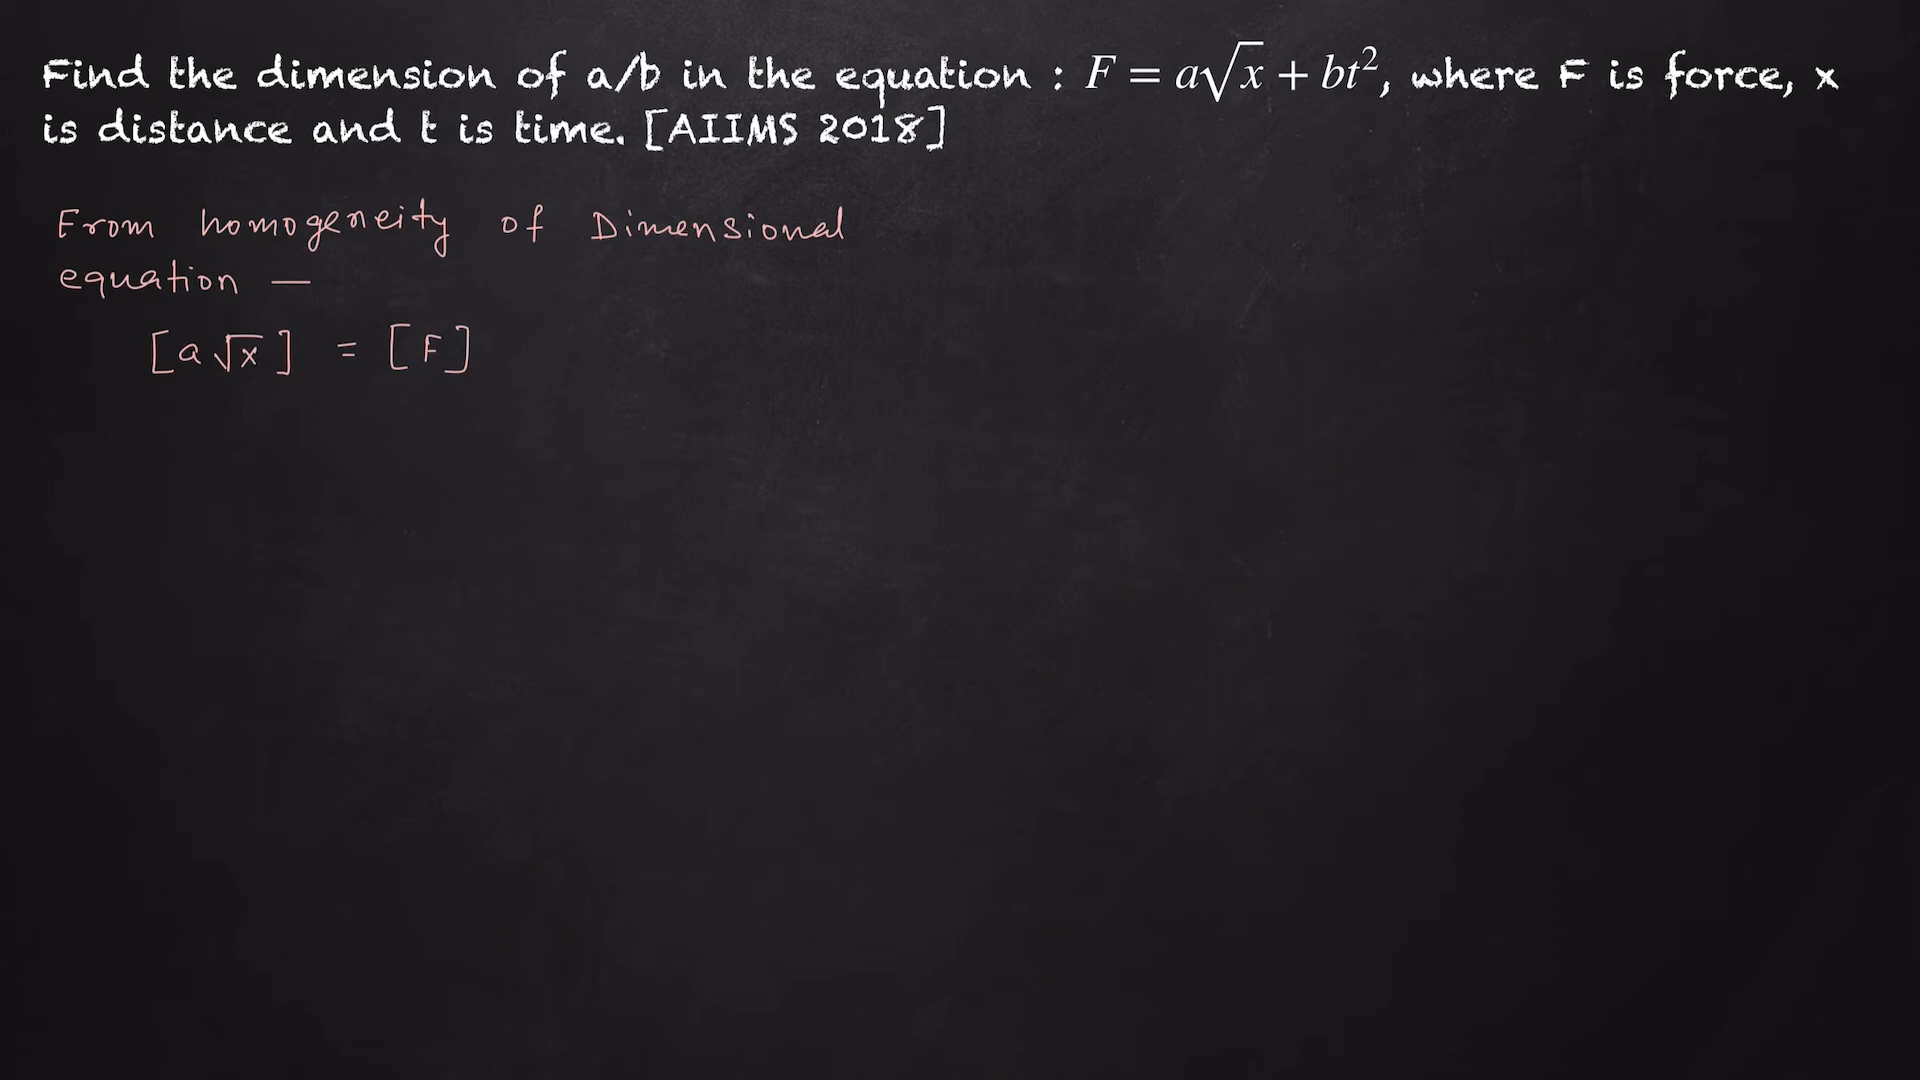 Find the dimension of a/b in the equation : F = a√x + bt², where F is force, x
is distance and t is time. [AIIMS 2018]
From homogeneity of Dimensional
equation —
[a√x] = [F]